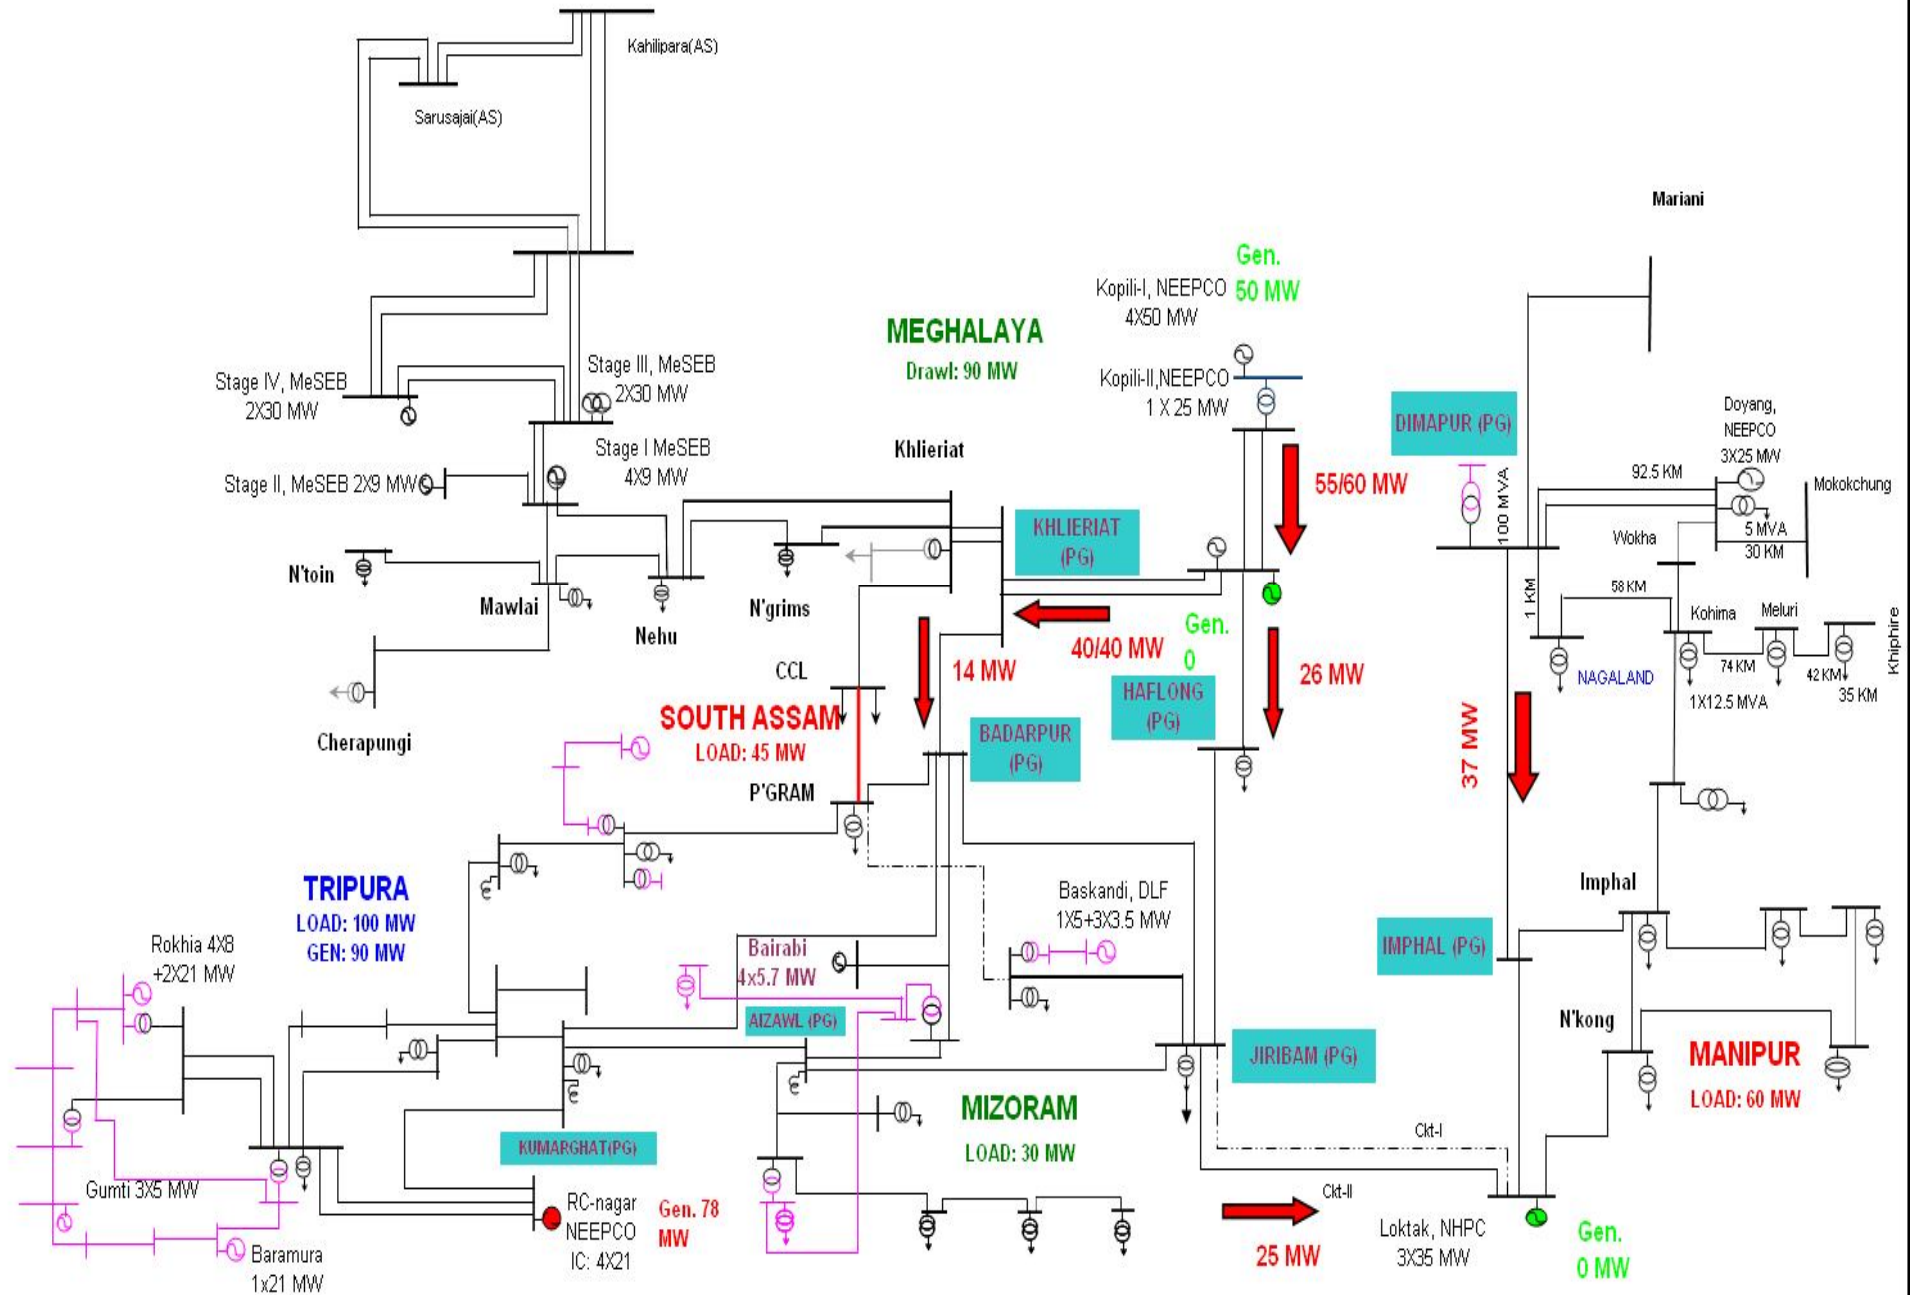 Kahilipara(AS)
Sarusajai(AS)
Mariani
Gen.
50 MW
Kopili-I, NEEPCO
4X50 MW
MEGHALAYA
Drawl: 90 MW
Stage III, MeSEB
2X30 MW
Stage IV, MeSEB
2X30 MW
Kopili-II,NEEPCO
1 X 25 MW
DIMAPUR (PG)
Doyang,
NEEPCO
3X25 MW
Stage I MeSEB
4X9 MW
Khlieriat
Stage II, MeSEB 2X9 MW
55/60 MW
100 MVA
92.5 KM
Mokokchung
KHLIERIAT
(PG)
Wokha
5 MVA
30 KM
N'toin
Mawlai
Nehu
N'grims
1 KM
58 KM
Kohima
Meluri
Khiphire
Gen.
0
40/40 MW
14 MW
26 MW
74 KM
42 KM
35 KM
NAGALAND
1X12.5 MVA
CCL
HAFLONG
(PG)
SOUTH ASSAM
LOAD: 45 MW
BADARPUR
(PG)
Cherapungi
37 MW
P'GRAM
TRIPURA
LOAD: 100 MW
GEN: 90 MW
Baskandi, DLF
1X5+3X3.5 MW
Imphal
Rokhia 4X8
+2X21 MW
Bairabi
4x5.7 MW
IMPHAL (PG)
AIZAWL (PG)
N'kong
JIRIBAM (PG)
MANIPUR
LOAD: 60 MW
MIZORAM
LOAD: 30 MW
KUMARGHAT(PG)
Ckt-I
Gumti 3X5 MW
Ckt-II
RC-nagar
NEEPCO
IC: 4X21
Gen. 78
MW
25 MW
Loktak, NHPC
3X35 MW
Gen.
0 MW
Baramura
1x21 MW